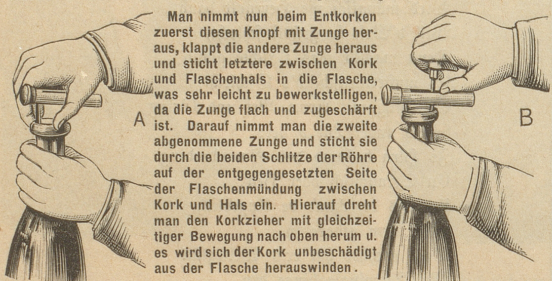 Man nimmt nun beim Entkorken
zuerst diesen Knopf mit Zunge her-
aus, klappt die andere Zunge heraus
und sticht letztere zwischen Kork
und Flaschenhals in die Flasche,
was sehr leicht zu bewerkstelligen,
da die Zunge flach und zugeschärft
ist. Darauf nimmt man die zweite
abgenommene Zunge und sticht sie
durch die beiden Schlitze der Röhre
auf der entgegengesetzten Seite
der Flaschenmündung zwischen
Kork und Hals ein. Hierauf dreht
man den Korkzieher mit gleichzei-
tiger Bewegung nach oben herum u.
es wird sich der Kork unbeschädigt
aus der Flasche herauswinden.
A
B